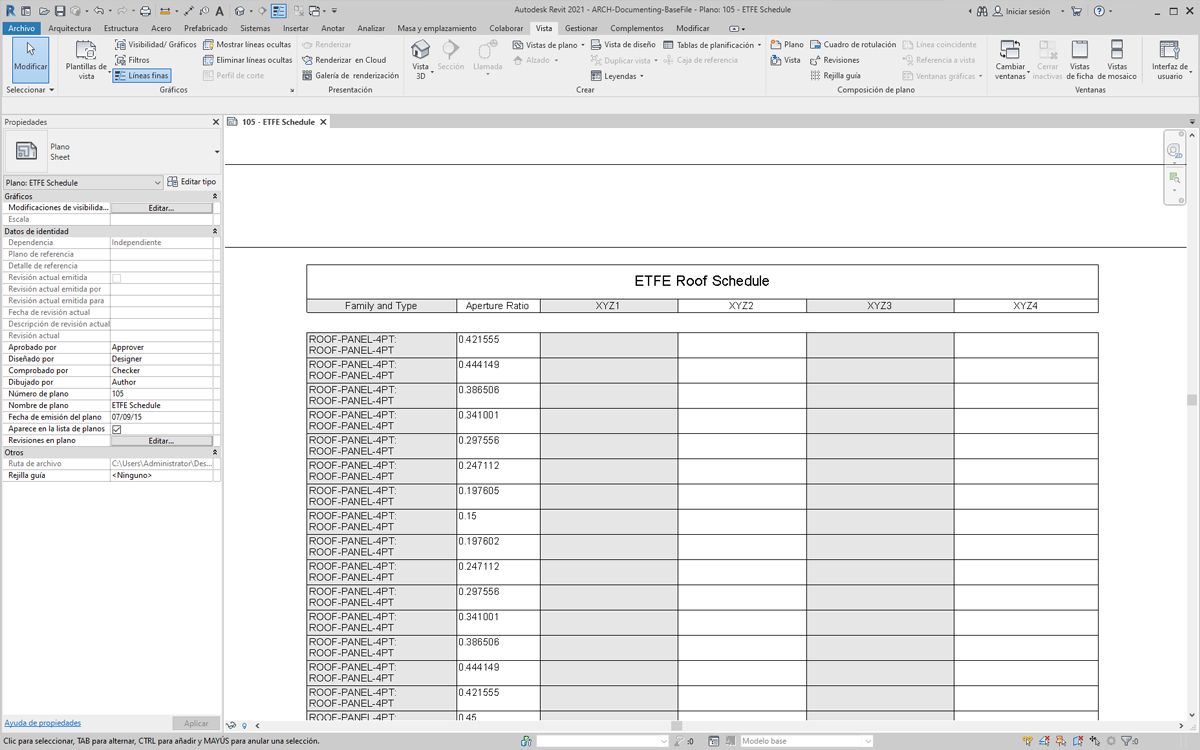 Autodesk Revit 2021 - ARCH-Documenting-BaseFile - Plano: 105 - ETFE Schedule
Iniciar sesión
Archivo Arquitectura Estructura Acero Prefabricado Sistemas Insertar Anotar Analizar Masa y emplazamiento Colaborar Vista Gestionar Complementos Modificar
Modificar
Seleccionar
Plantillas de vista
Visibilidad/ Gráficos
Filtros
Líneas finas
Mostrar líneas ocultas
Eliminar líneas ocultas
Perfil de corte
Gráficos
Renderizar
Renderizar en Cloud
Galería de renderización
Presentación
Vista 3D
Sección
Llamada
Vistas de plano
Alzado
Vista de diseño
Duplicar vista
Leyendas
Tablas de planificación
Caja de referencia
Crear
Plano
Vista
Cuadro de rotulación
Revisiones
Rejilla guía
Línea coincidente
Referencia a vista
Ventanas gráficas
Composición de plano
Cambiar ventanas
Cerrar inactivas
Vistas de ficha
Vistas de mosaico
Ventanas
Interfaz de usuario
Propiedades
Plano
Sheet
Plano: ETFE Schedule
Editar tipo
Gráficos
Modificaciones de visibilida... Editar...
Escala
Datos de identidad
Dependencia Independiente
Plano de referencia
Detalle de referencia
Revisión actual emitida
Revisión actual emitida por
Revisión actual emitida para
Fecha de revisión actual
Descripción de revisión actual
Revisión actual
Aprobado por Approver
Diseñado por Designer
Comprobado por Checker
Dibujado por Author
Número de plano 105
Nombre de plano ETFE Schedule
Fecha de emisión del plano 07/09/15
Aparece en la lista de planos
Revisiones en plano Editar...
Otros
Ruta de archivo C:\Users\Administrator\Des...
Rejilla guía <Ninguno>
Ayuda de propiedades
Aplicar
105 - ETFE Schedule
2D
ETFE Roof Schedule
Family and Type Aperture Ratio XYZ1 XYZ2 XYZ3 XYZ4
ROOF-PANEL-4PT: 0.421555
ROOF-PANEL-4PT
ROOF-PANEL-4PT: 0.444149
ROOF-PANEL-4PT
ROOF-PANEL-4PT: 0.386506
ROOF-PANEL-4PT
ROOF-PANEL-4PT: 0.341001
ROOF-PANEL-4PT
ROOF-PANEL-4PT: 0.297556
ROOF-PANEL-4PT
ROOF-PANEL-4PT: 0.247112
ROOF-PANEL-4PT
ROOF-PANEL-4PT: 0.197605
ROOF-PANEL-4PT
ROOF-PANEL-4PT: 0.15
ROOF-PANEL-4PT
ROOF-PANEL-4PT: 0.197602
ROOF-PANEL-4PT
ROOF-PANEL-4PT: 0.247112
ROOF-PANEL-4PT
ROOF-PANEL-4PT: 0.297556
ROOF-PANEL-4PT
ROOF-PANEL-4PT: 0.341001
ROOF-PANEL-4PT
ROOF-PANEL-4PT: 0.386506
ROOF-PANEL-4PT
ROOF-PANEL-4PT: 0.444149
ROOF-PANEL-4PT
ROOF-PANEL-4PT: 0.421555
ROOF-PANEL-4PT
ROOF-PANEL-4PT: 0.45
Clic para seleccionar, TAB para alternar, CTRL para añadir y MAYÚS para anular una selección.
:0
Modelo base
:0